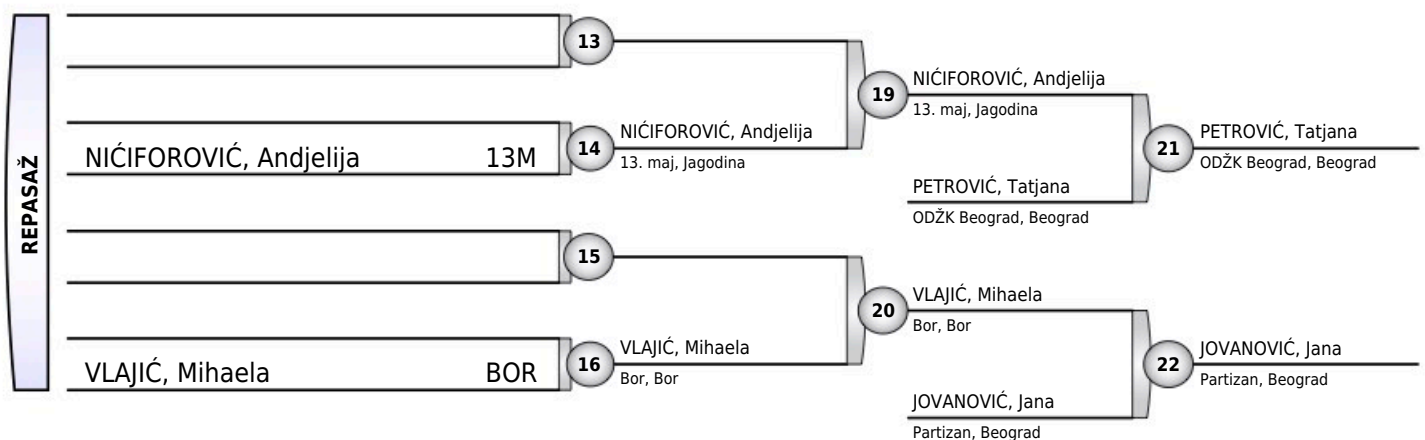 REPASAŽ
13
NIĆIFOROVIĆ, Andjelija 13M
14
NIĆIFOROVIĆ, Andjelija
13. maj, Jagodina
19
NIĆIFOROVIĆ, Andjelija
13. maj, Jagodina
PETROVIĆ, Tatjana
ODŽK Beograd, Beograd
21
PETROVIĆ, Tatjana
ODŽK Beograd, Beograd
15
VLAJIĆ, Mihaela BOR
16
VLAJIĆ, Mihaela
Bor, Bor
20
VLAJIĆ, Mihaela
Bor, Bor
JOVANOVIĆ, Jana
Partizan, Beograd
22
JOVANOVIĆ, Jana
Partizan, Beograd